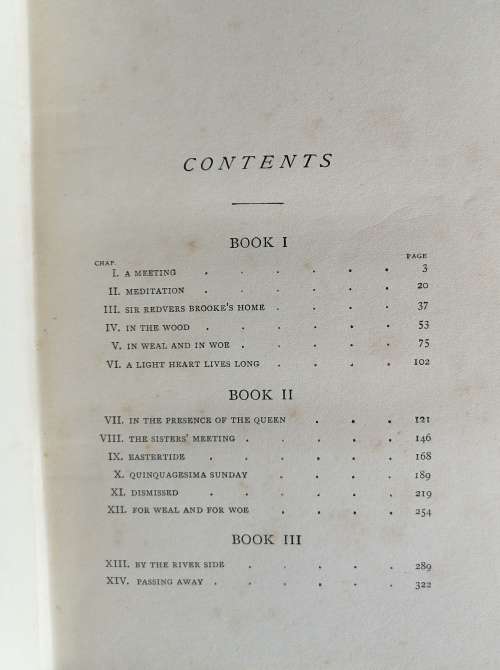 CONTENTS
BOOK I
CHAP. PAGE
I. A MEETING . . . . . . 3
II. MEDITATION . . . . . . 20
III. SIR REDVERS BROOKE'S HOME . . . . 37
IV. IN THE WOOD . . . . . . 53
V. IN WEAL AND IN WOE . . . . . 75
VI. A LIGHT HEART LIVES LONG . . . . 102
BOOK II
VII. IN THE PRESENCE OF THE QUEEN . . . 121
VIII. THE SISTERS' MEETING . . . . . 146
IX. EASTERTIDE . . . . . . 168
X. QUINQUAGESIMA SUNDAY . . . . 189
XI. DISMISSED . . . . . . 219
XII. FOR WEAL AND FOR WOE . . . . 254
BOOK III
XIII. BY THE RIVER SIDE . . . . . 289
XIV. PASSING AWAY . . . . . . 322